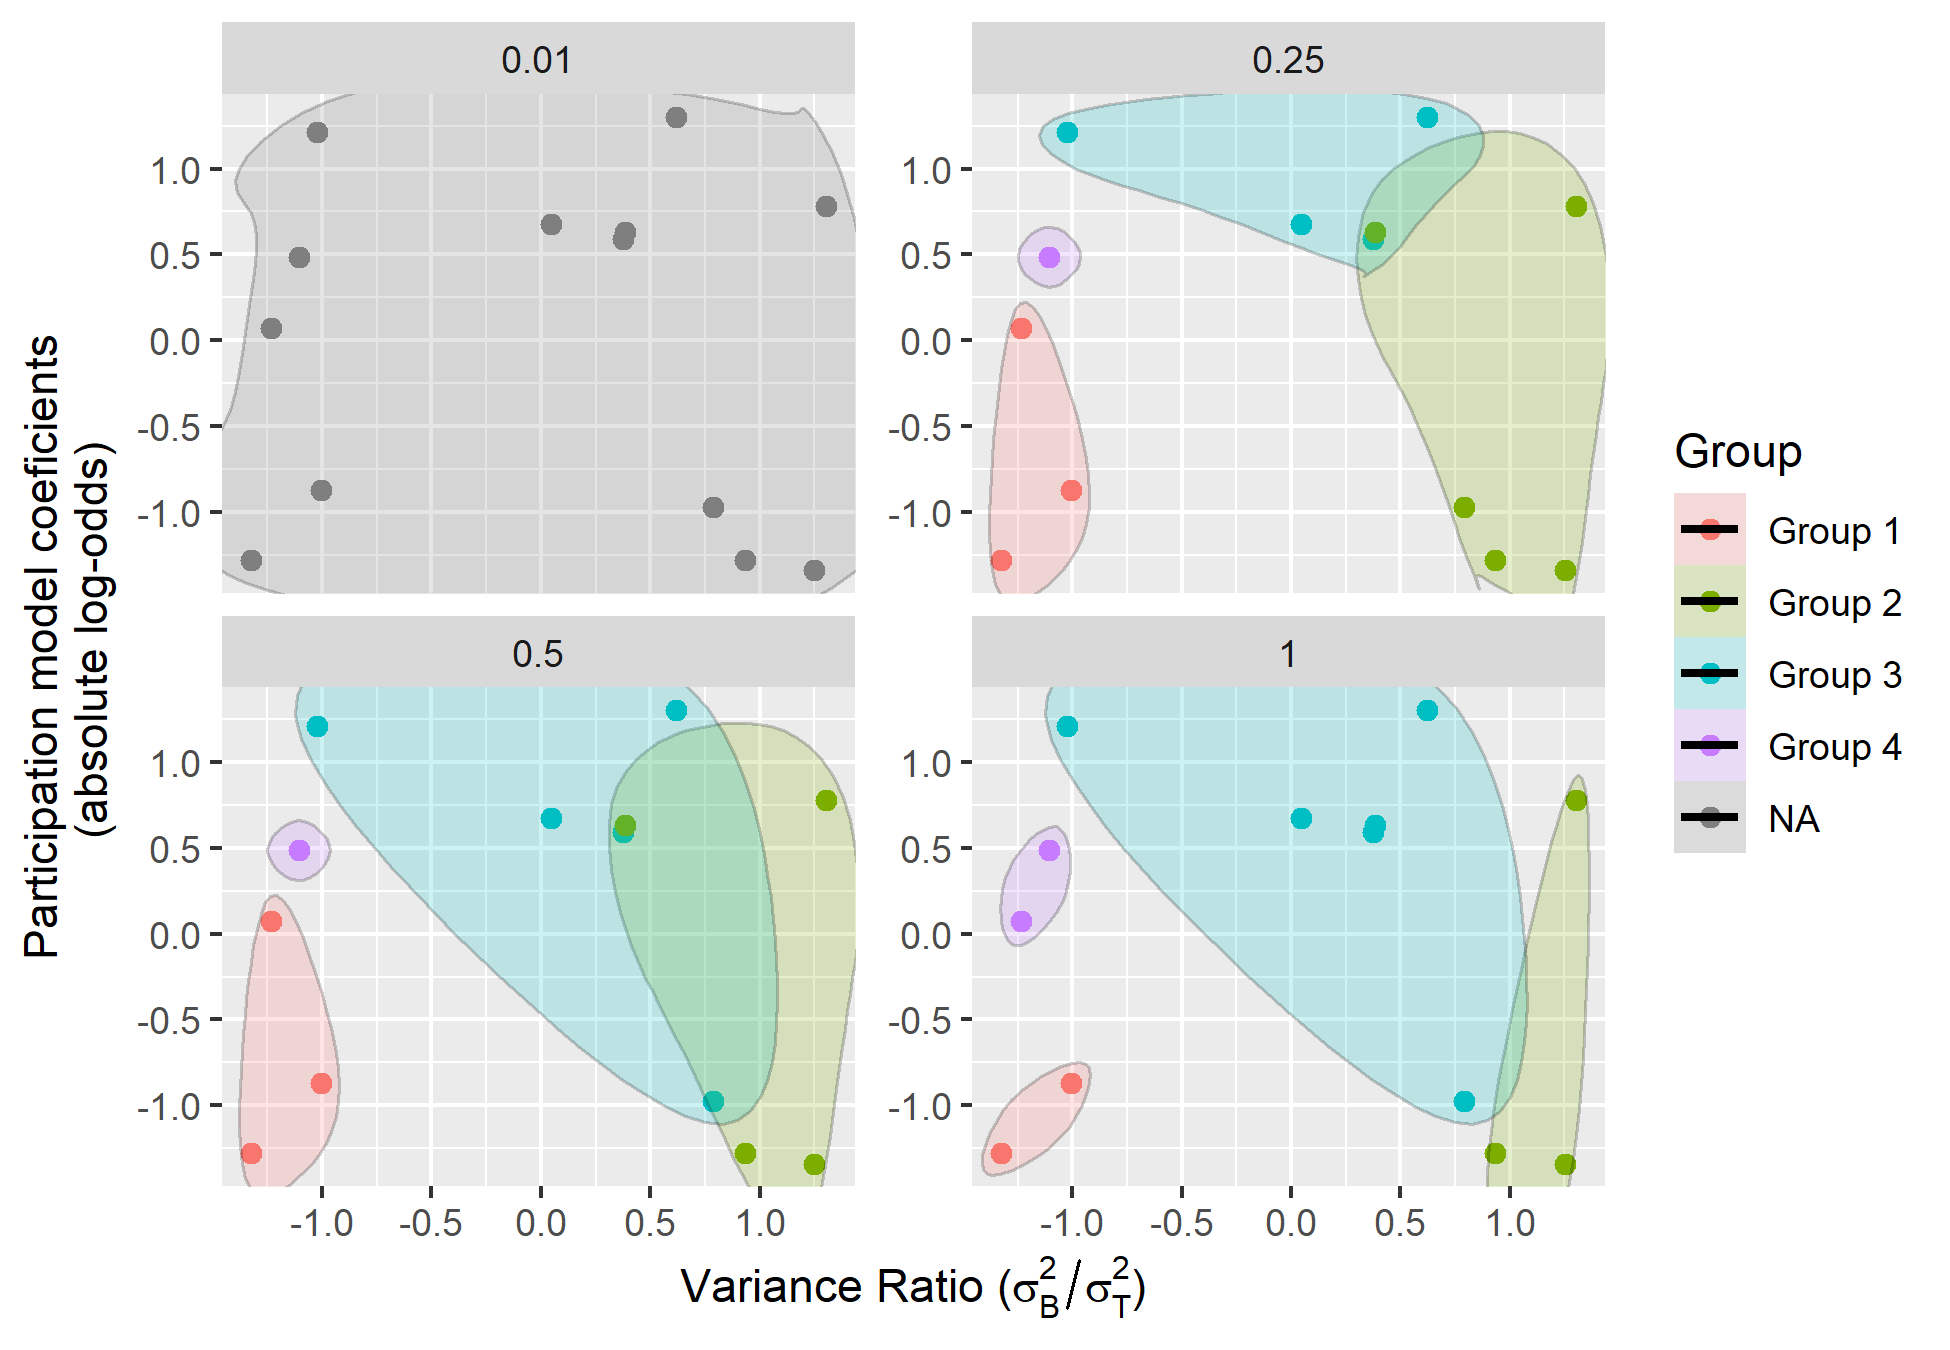 0.01
0.25
1.0
0.5
0.0
-0.5
-1.0
1.0
0.5
0.0
-0.5
-1.0
0.5
1
1.0
0.5
0.0
-0.5
-1.0
1.0
0.5
0.0
-0.5
-1.0
-1.0 -0.5 0.0 0.5 1.0
-1.0 -0.5 0.0 0.5 1.0
Variance Ratio (σ²_B/σ²_T)
Participation model coeficients
(absolute log-odds)
Group
Group 1
Group 2
Group 3
Group 4
NA